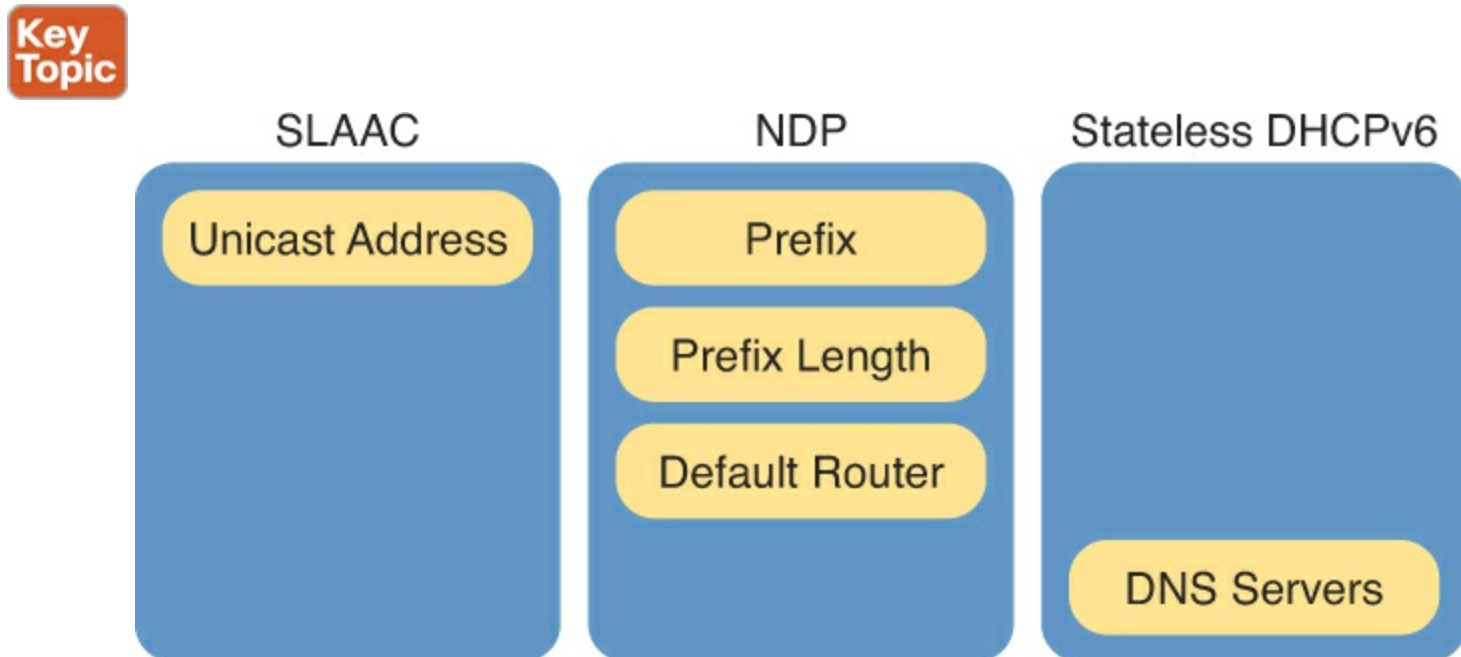 Key
Topic
SLAAC
NDP
Stateless DHCPv6
Unicast Address
Prefix
Prefix Length
Default Router
DNS Servers